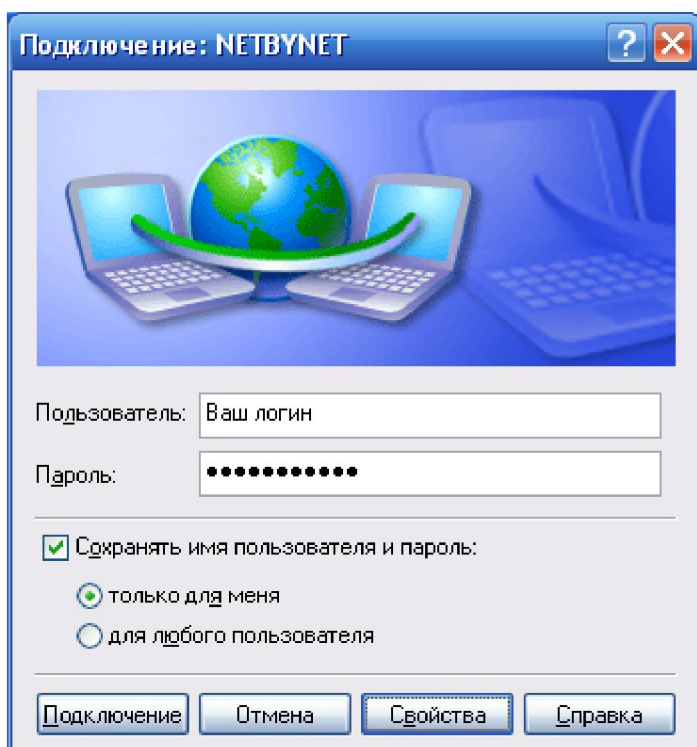 Подключение: NETBYNET
Пользователь: Ваш логин
Пароль: •••••••••••
Сохранять имя пользователя и пароль:
только для меня
для любого пользователя
Подключение Отмена Свойства Справка